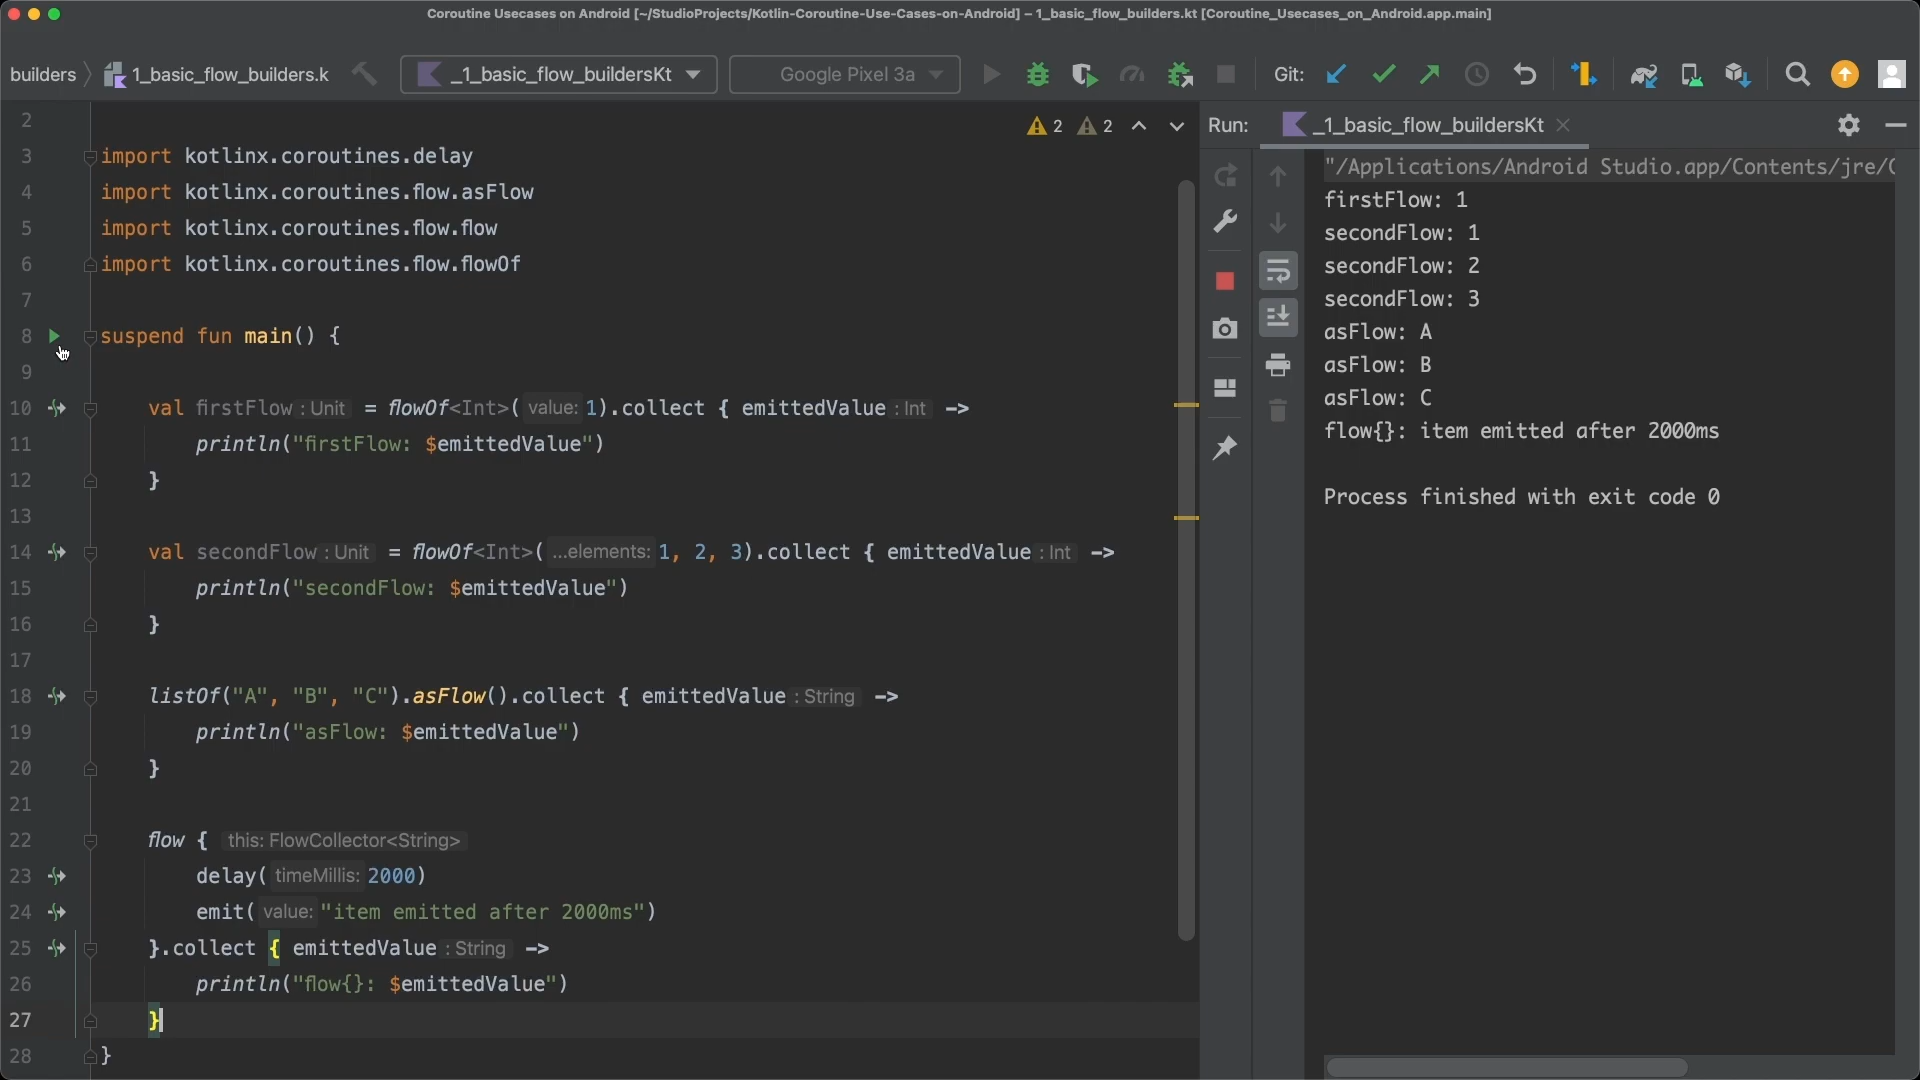 Coroutine Usecases on Android [~/StudioProjects/Kotlin-Coroutine-Use-Cases-on-Android] – 1_basic_flow_builders.kt [Coroutine_Usecases_on_Android.app.main]
builders 1_basic_flow_builders.k _1_basic_flow_buildersKt Google Pixel 3a Git:
2 2
Run: _1_basic_flow_buildersKt
2
3 import kotlinx.coroutines.delay
4 import kotlinx.coroutines.flow.asFlow
5 import kotlinx.coroutines.flow.flow
6 import kotlinx.coroutines.flow.flowOf
7
8 suspend fun main() {
9
10 val firstFlow : Unit = flowOf<Int>( value: 1).collect { emittedValue : Int ->
11 println("firstFlow: $emittedValue")
12 }
13
14 val secondFlow : Unit = flowOf<Int>( ...elements: 1, 2, 3).collect { emittedValue : Int ->
15 println("secondFlow: $emittedValue")
16 }
17
18 listOf("A", "B", "C").asFlow().collect { emittedValue : String ->
19 println("asFlow: $emittedValue")
20 }
21
22 flow { this: FlowCollector<String>
23 delay( timeMillis: 2000)
24 emit( value: "item emitted after 2000ms")
25 }.collect { emittedValue : String ->
26 println("flow{}: $emittedValue")
27 }
28 }
"/Applications/Android Studio.app/Contents/jre/
firstFlow: 1
secondFlow: 1
secondFlow: 2
secondFlow: 3
asFlow: A
asFlow: B
asFlow: C
flow{}: item emitted after 2000ms
Process finished with exit code 0